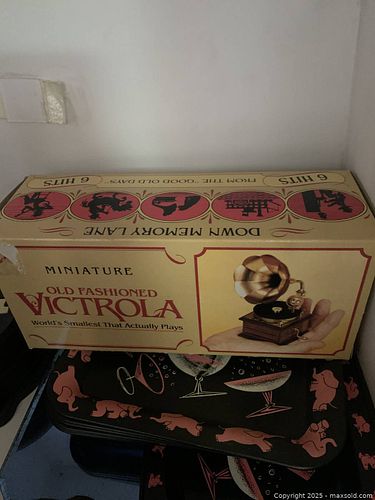 6 HITS
FROM THE "GOOD OLD DAYS"
6 HITS
DOWN MEMORY LANE
MINIATURE
OLD FASHIONED
VICTROLA
World's Smallest That Actually Plays
Copyright © 2025 - maxsold.com